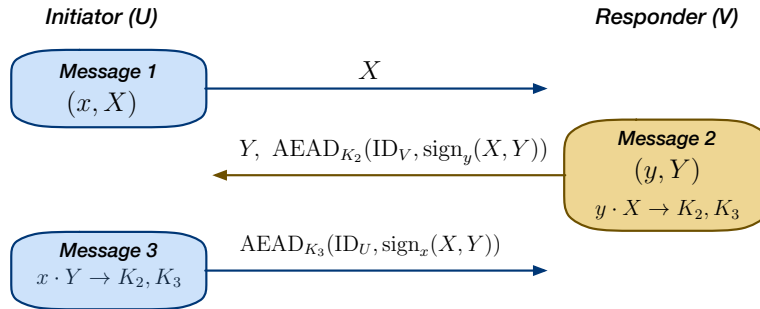 Initiator (U)
Responder (V)
Message 1
(x, X)
X
Y, AEAD_{K_2}(ID_V, sign_y(X, Y))
Message 2
(y, Y)
y · X → K_2, K_3
Message 3
x · Y → K_2, K_3
AEAD_{K_3}(ID_U, sign_x(X, Y))